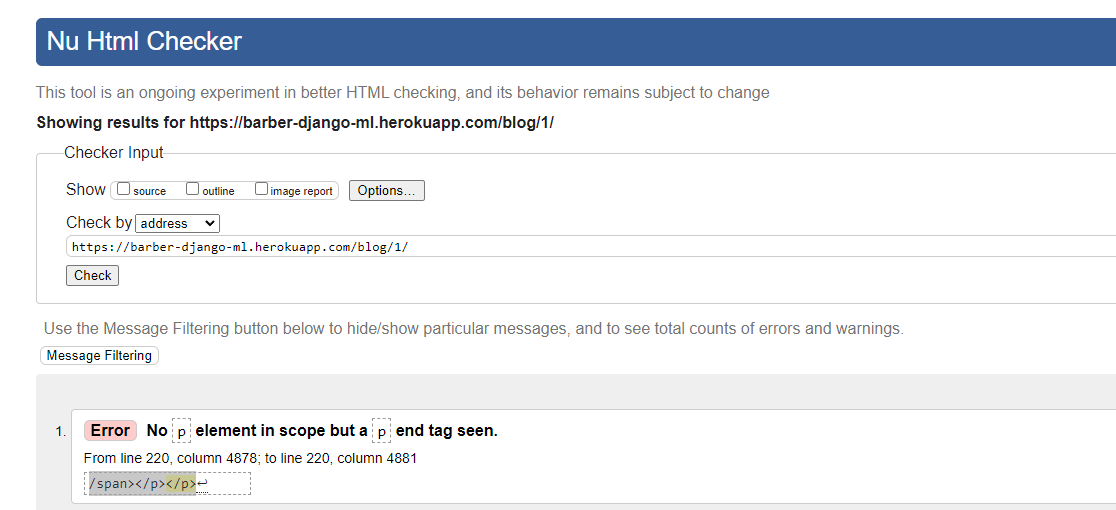 Nu Html Checker
This tool is an ongoing experiment in better HTML checking, and its behavior remains subject to change
Showing results for https://barber-django-ml.herokuapp.com/blog/1/
Checker Input
Show source outline image report Options...
Check by address
https://barber-django-ml.herokuapp.com/blog/1/
Check
Use the Message Filtering button below to hide/show particular messages, and to see total counts of errors and warnings.
Message Filtering
1. Error No p element in scope but a p end tag seen.
From line 220, column 4878; to line 220, column 4881
/span></p></p>↩